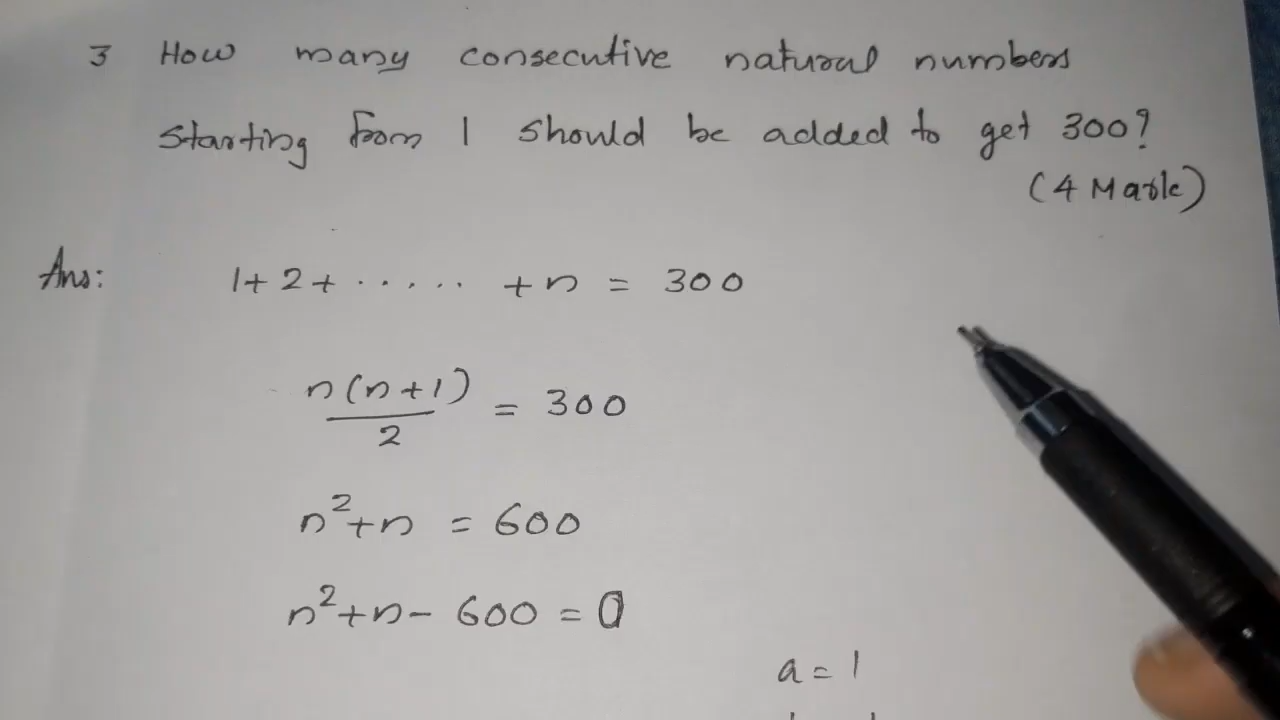 3 How many consecutive natural numbers
starting from 1 should be added to get 300?
(4 Mark)
Ans: 1+2+ ...... +n = 300
n(n+1)/2 = 300
n²+n = 600
n²+n- 600 = 0
a = 1